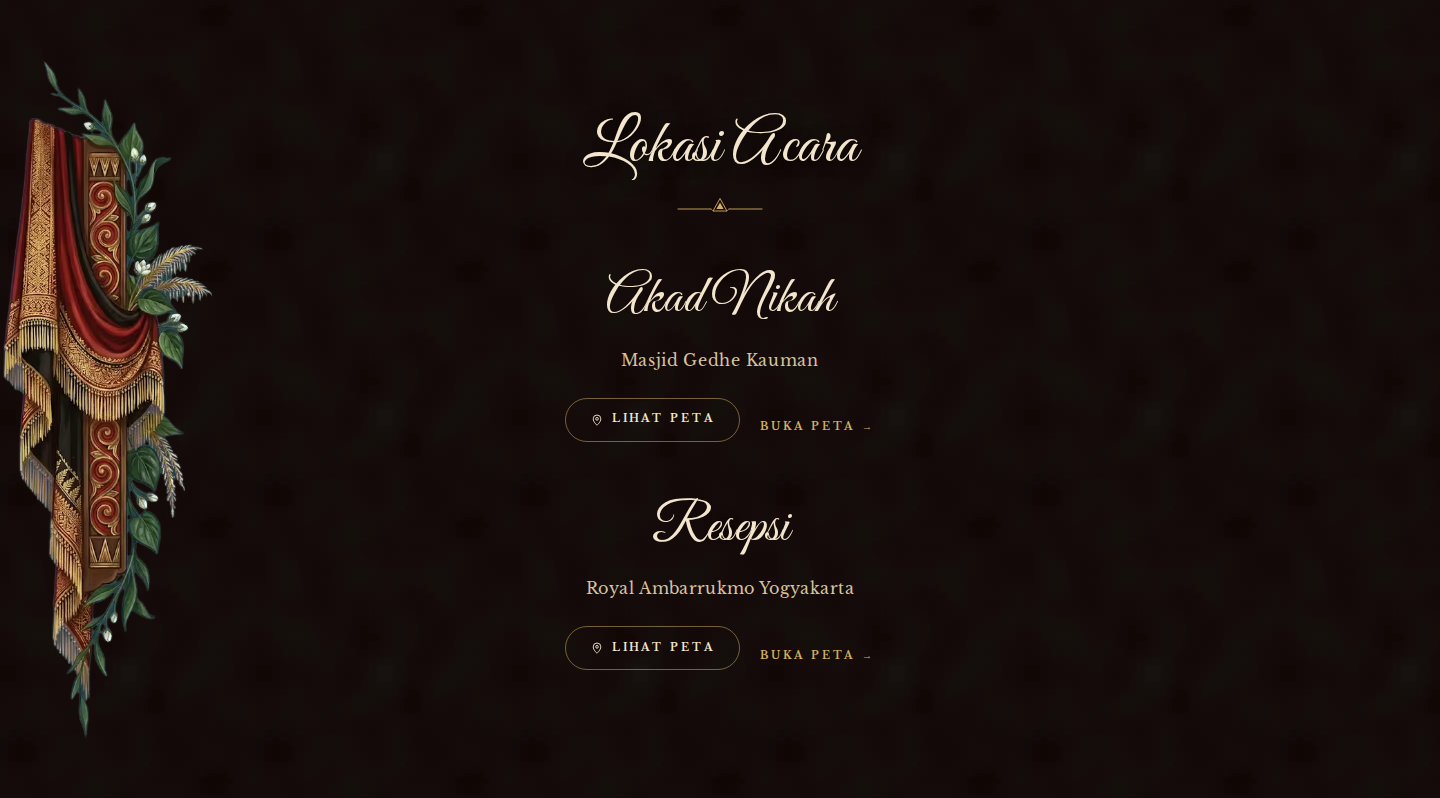 Lokasi Acara
Akad Nikah
Masjid Gedhe Kauman
LIHAT PETA
BUKA PETA →
Resepsi
Royal Ambarrukmo Yogyakarta
LIHAT PETA
BUKA PETA →